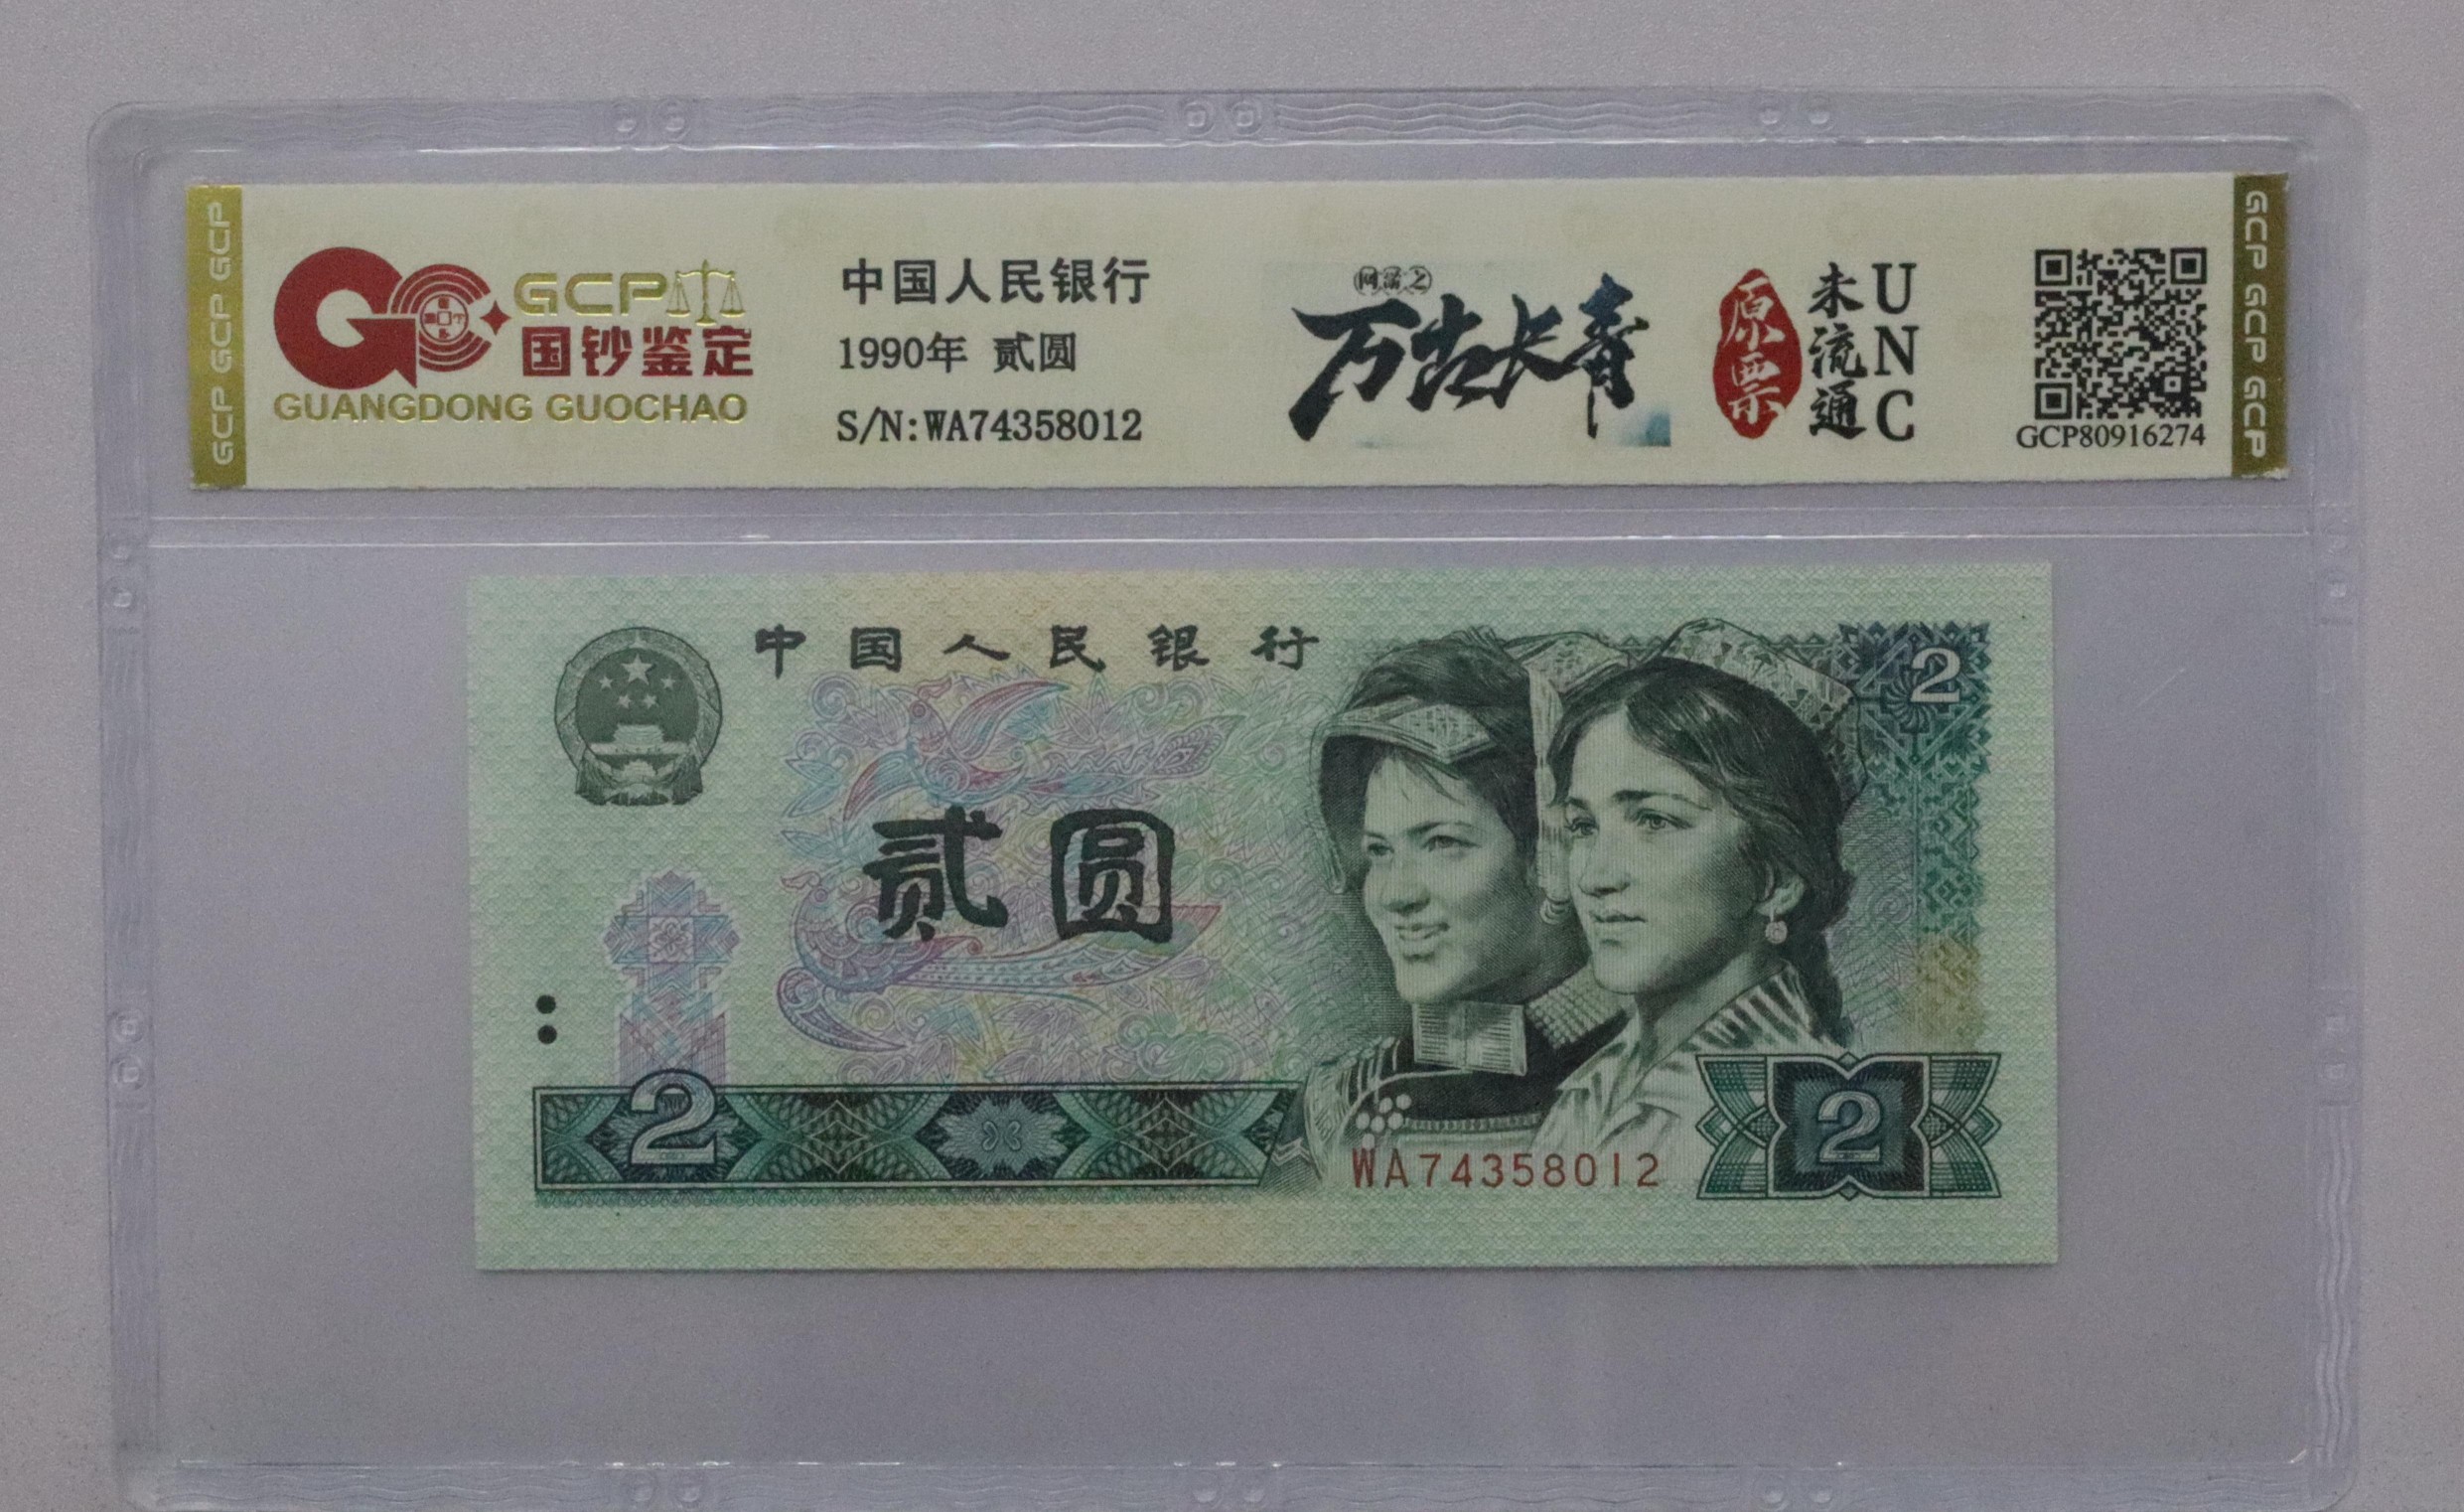 GCP GCP GCP
GCP
国钞鉴定
GUANGDONG GUOCHAO
中国人民银行
1990年 贰圆
S/N:WA74358012
万古长青
原票
未流通
UNC
GCP80916274
GCP GCP GCP
中国人民银行
2
贰圆
2
WA74358012
2